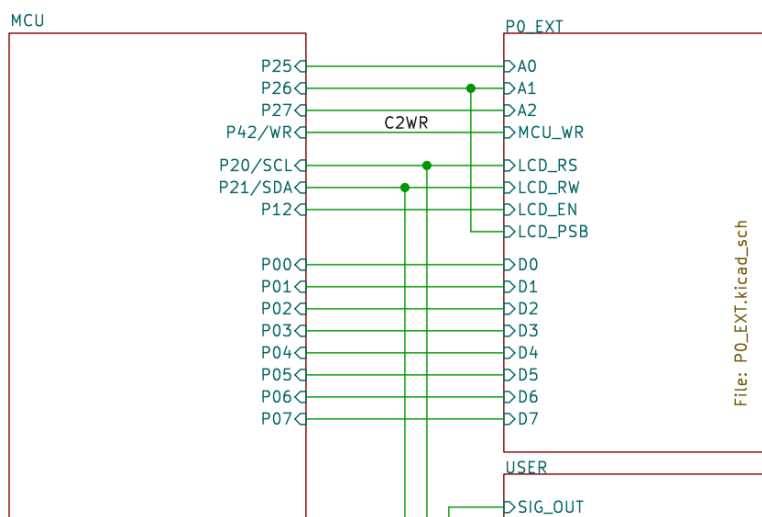 MCU
P25
P26
P27
P42/WR
P20/SCL
P21/SDA
P12
P00
P01
P02
P03
P04
P05
P06
P07
C2WR
P0_EXT
A0
A1
A2
MCU_WR
LCD_RS
LCD_RW
LCD_EN
LCD_PSB
D0
D1
D2
D3
D4
D5
D6
D7
File: P0_EXT.kicad_sch
USER
SIG_OUT